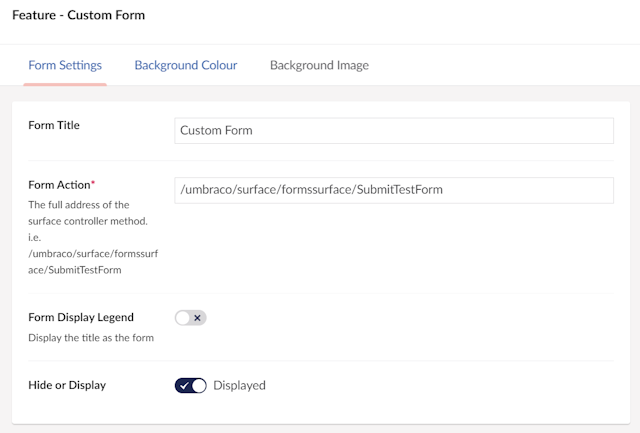 Feature - Custom Form
Form Settings Background Colour Background Image
Form Title
Custom Form
Form Action*
/umbraco/surface/formssurface/SubmitTestForm
The full address of the
surface controller method.
i.e.
/umbraco/surface/formssurf
ace/SubmitTestForm
Form Display Legend
Display the title as the form
Hide or Display
Displayed